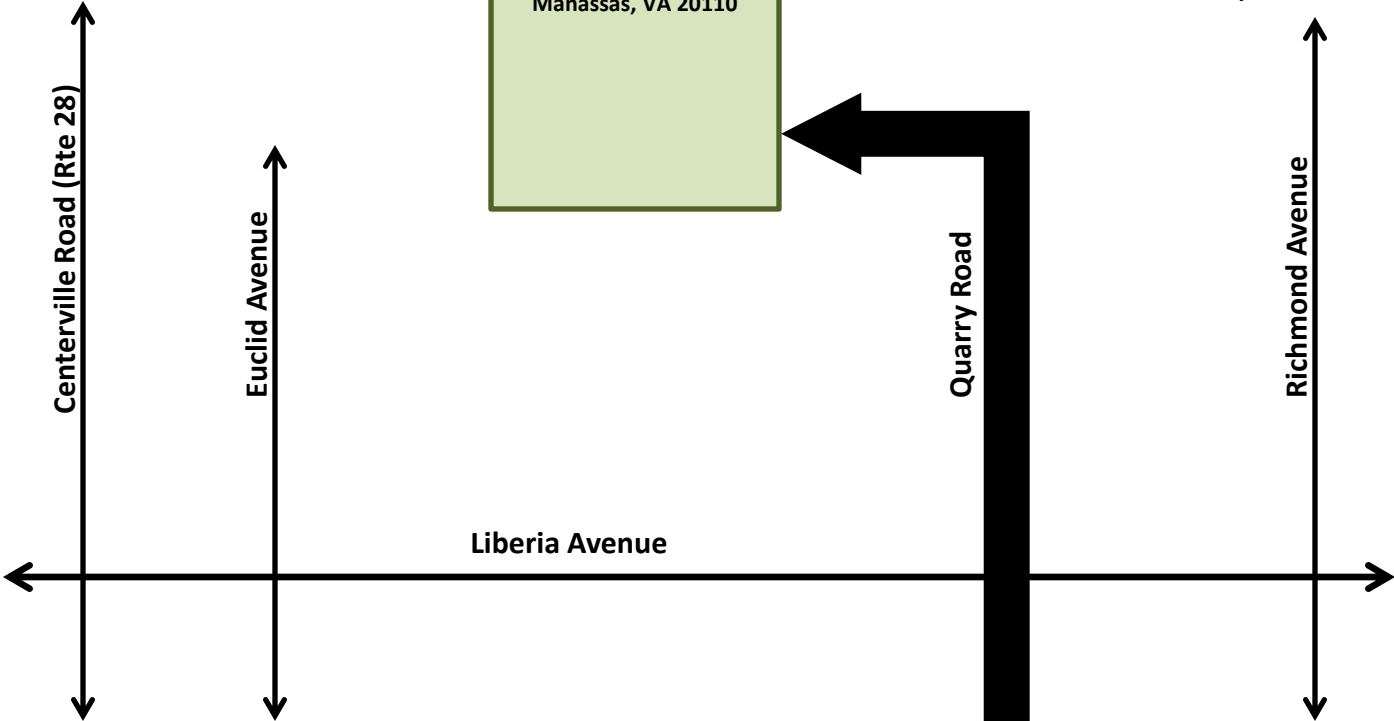 Manassas, VA 20110
Centerville Road (Rte 28)
Euclid Avenue
Quarry Road
Richmond Avenue
Liberia Avenue